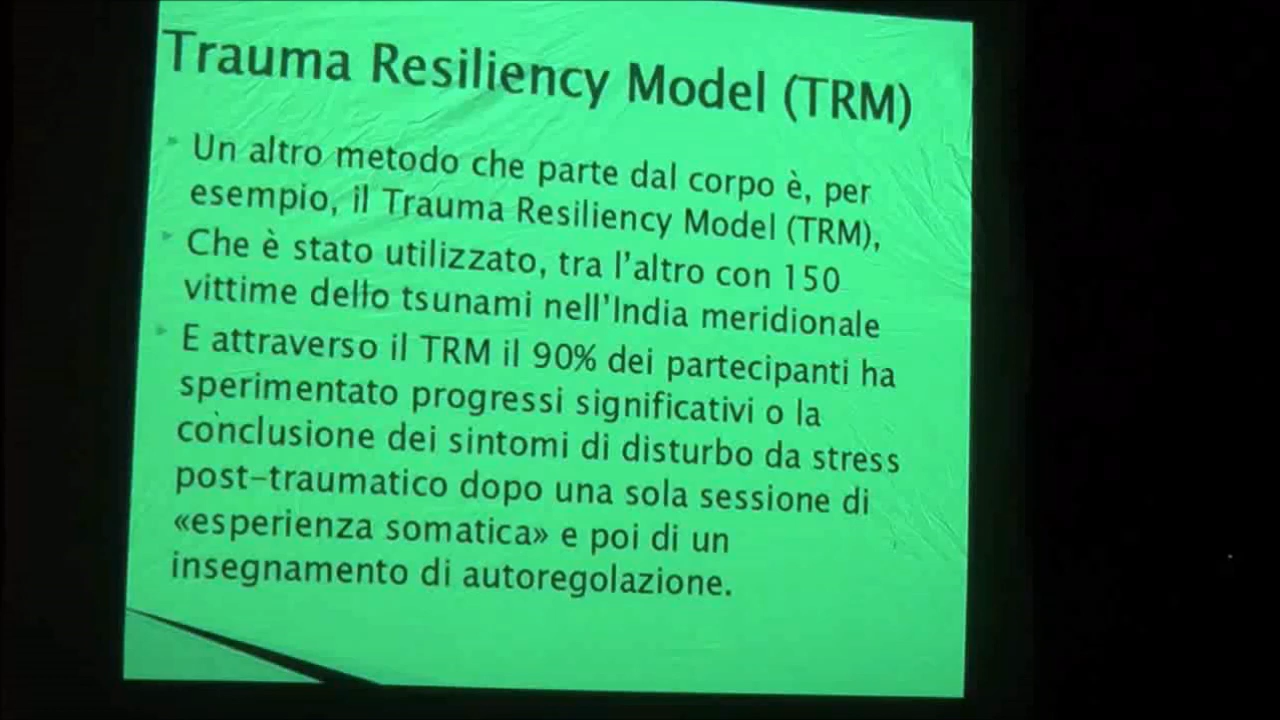 Trauma Resiliency Model (TRM)
Un altro metodo che parte dal corpo è, per
esempio, il Trauma Resiliency Model (TRM),
Che è stato utilizzato, tra l'altro con 150
vittime dello tsunami nell'India meridionale
E attraverso il TRM il 90% dei partecipanti ha
sperimentato progressi significativi o la
conclusione dei sintomi di disturbo da stress
post-traumatico dopo una sola sessione di
«esperienza somatica» e poi di un
insegnamento di autoregolazione.